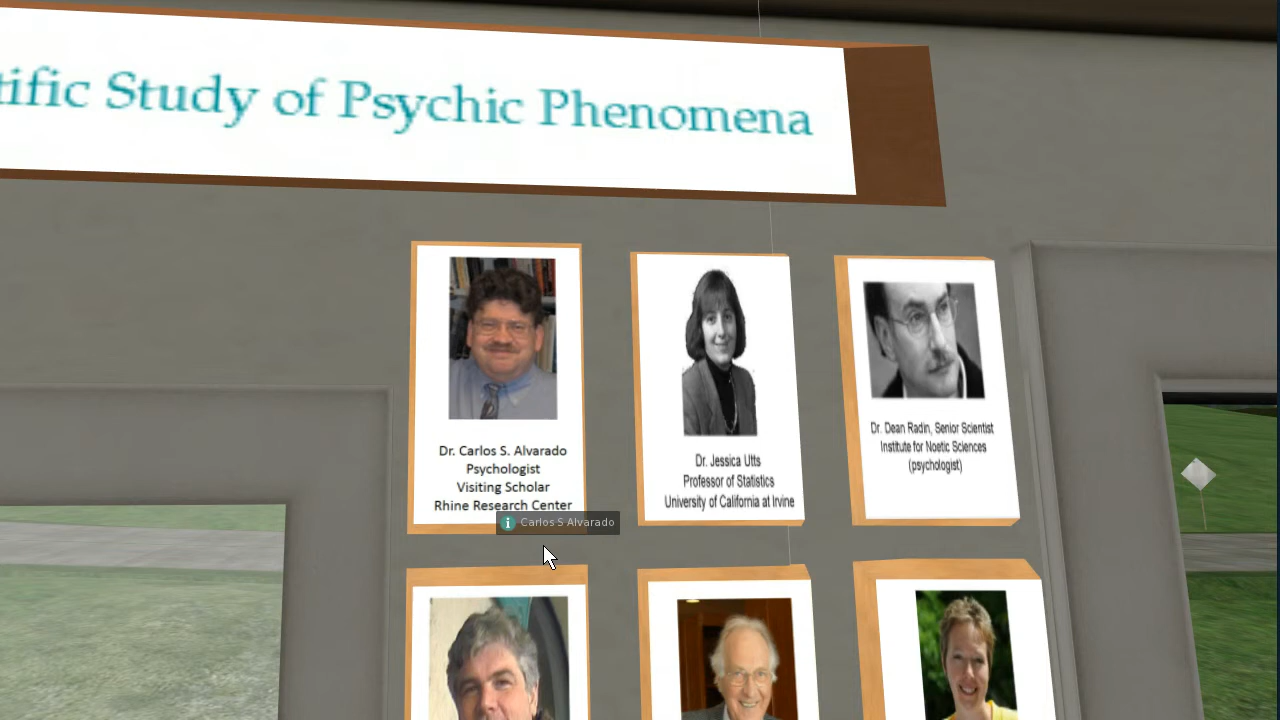 tific Study of Psychic Phenomena
Dr. Carlos S. Alvarado
Psychologist
Visiting Scholar
Rhine Research Center
Carlos S Alvarado
Dr. Jessica Utts
Professor of Statistics
University of California at Irvine
Dr. Dean Radin, Senior Scientist
Institute for Noetic Sciences
(psychologist)